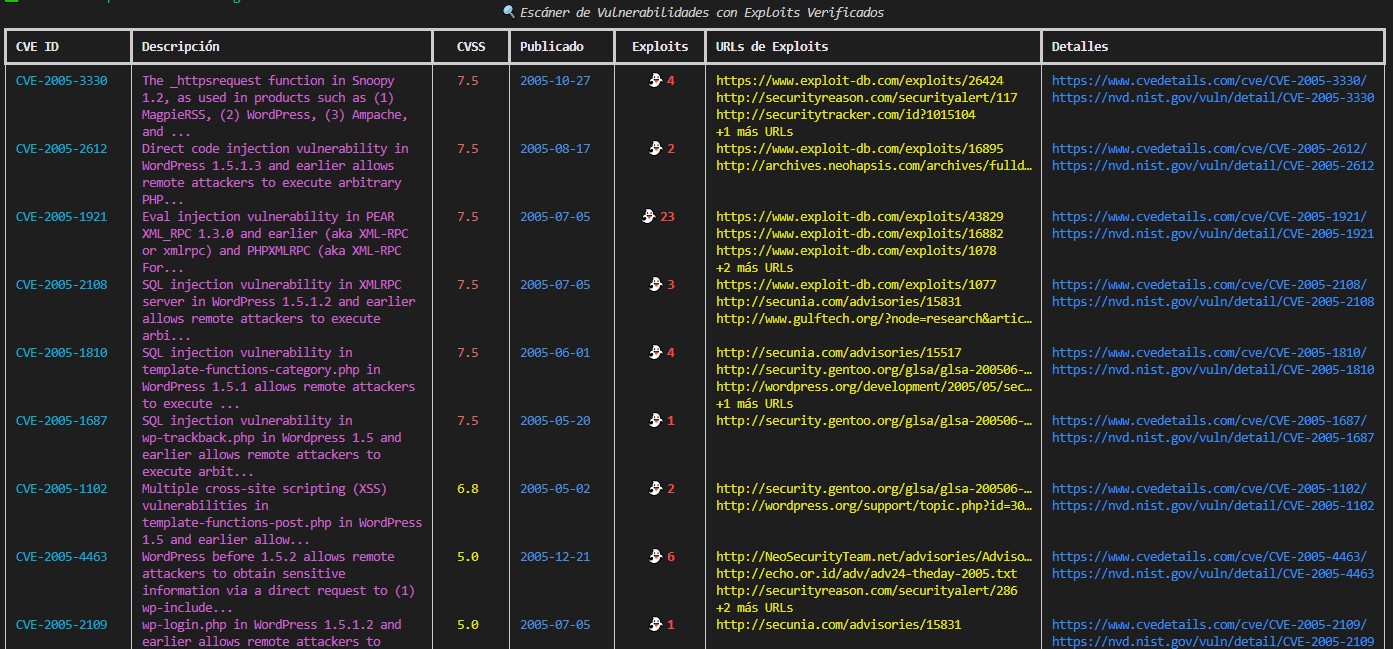 Escáner de Vulnerabilidades con Exploits Verificados
CVE ID Descripción CVSS Publicado Exploits URLs de Exploits Detalles
CVE-2005-3330 The _httpsrequest function in Snoopy 7.5 2005-10-27 4 https://www.exploit-db.com/exploits/26424 https://www.cvedetails.com/cve/CVE-2005-3330/
1.2, as used in products such as (1) http://securityreason.com/securityalert/117 https://nvd.nist.gov/vuln/detail/CVE-2005-3330
MagpieRSS, (2) WordPress, (3) Ampache, http://securitytracker.com/id?1015104
and ... +1 más URLs
CVE-2005-2612 Direct code injection vulnerability in 7.5 2005-08-17 2 https://www.exploit-db.com/exploits/16895 https://www.cvedetails.com/cve/CVE-2005-2612/
WordPress 1.5.1.3 and earlier allows http://archives.neohapsis.com/archives/fulld… https://nvd.nist.gov/vuln/detail/CVE-2005-2612
remote attackers to execute arbitrary
PHP...
CVE-2005-1921 Eval injection vulnerability in PEAR 7.5 2005-07-05 23 https://www.exploit-db.com/exploits/43829 https://www.cvedetails.com/cve/CVE-2005-1921/
XML_RPC 1.3.0 and earlier (aka XML-RPC https://www.exploit-db.com/exploits/16882 https://nvd.nist.gov/vuln/detail/CVE-2005-1921
or xmlrpc) and PHPXMLRPC (aka XML-RPC https://www.exploit-db.com/exploits/1078
For... +2 más URLs
CVE-2005-2108 SQL injection vulnerability in XMLRPC 7.5 2005-07-05 3 https://www.exploit-db.com/exploits/1077 https://www.cvedetails.com/cve/CVE-2005-2108/
server in WordPress 1.5.1.2 and earlier http://secunia.com/advisories/15831 https://nvd.nist.gov/vuln/detail/CVE-2005-2108
allows remote attackers to execute http://www.gulftech.org/?node=research&artic…
arbi...
CVE-2005-1810 SQL injection vulnerability in 7.5 2005-06-01 4 http://secunia.com/advisories/15517 https://www.cvedetails.com/cve/CVE-2005-1810/
template-functions-category.php in http://security.gentoo.org/glsa/glsa-200506-… https://nvd.nist.gov/vuln/detail/CVE-2005-1810
WordPress 1.5.1 allows remote attackers http://wordpress.org/development/2005/05/sec…
to execute ... +1 más URLs
CVE-2005-1687 SQL injection vulnerability in 7.5 2005-05-20 1 http://security.gentoo.org/glsa/glsa-200506-… https://www.cvedetails.com/cve/CVE-2005-1687/
wp-trackback.php in Wordpress 1.5 and https://nvd.nist.gov/vuln/detail/CVE-2005-1687
earlier allows remote attackers to
execute arbit...
CVE-2005-1102 Multiple cross-site scripting (XSS) 6.8 2005-05-02 2 http://security.gentoo.org/glsa/glsa-200506-… https://www.cvedetails.com/cve/CVE-2005-1102/
vulnerabilities in http://wordpress.org/support/topic.php?id=30… https://nvd.nist.gov/vuln/detail/CVE-2005-1102
template-functions-post.php in WordPress
1.5 and earlier allow...
CVE-2005-4463 WordPress before 1.5.2 allows remote 5.0 2005-12-21 6 http://NeoSecurityTeam.net/advisories/Adviso… https://www.cvedetails.com/cve/CVE-2005-4463/
attackers to obtain sensitive http://echo.or.id/adv/adv24-theday-2005.txt https://nvd.nist.gov/vuln/detail/CVE-2005-4463
information via a direct request to (1) http://securityreason.com/securityalert/286
wp-include... +2 más URLs
CVE-2005-2109 wp-login.php in WordPress 1.5.1.2 and 5.0 2005-07-05 1 http://secunia.com/advisories/15831 https://www.cvedetails.com/cve/CVE-2005-2109/
earlier allows remote attackers to https://nvd.nist.gov/vuln/detail/CVE-2005-2109